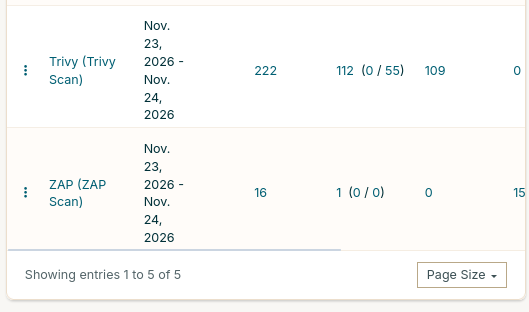 Trivy (Trivy Scan)
Nov. 23, 2026 - Nov. 24, 2026
222
112 (0 / 55)
109
0
ZAP (ZAP Scan)
Nov. 23, 2026 - Nov. 24, 2026
16
1 (0 / 0)
0
15
Showing entries 1 to 5 of 5
Page Size